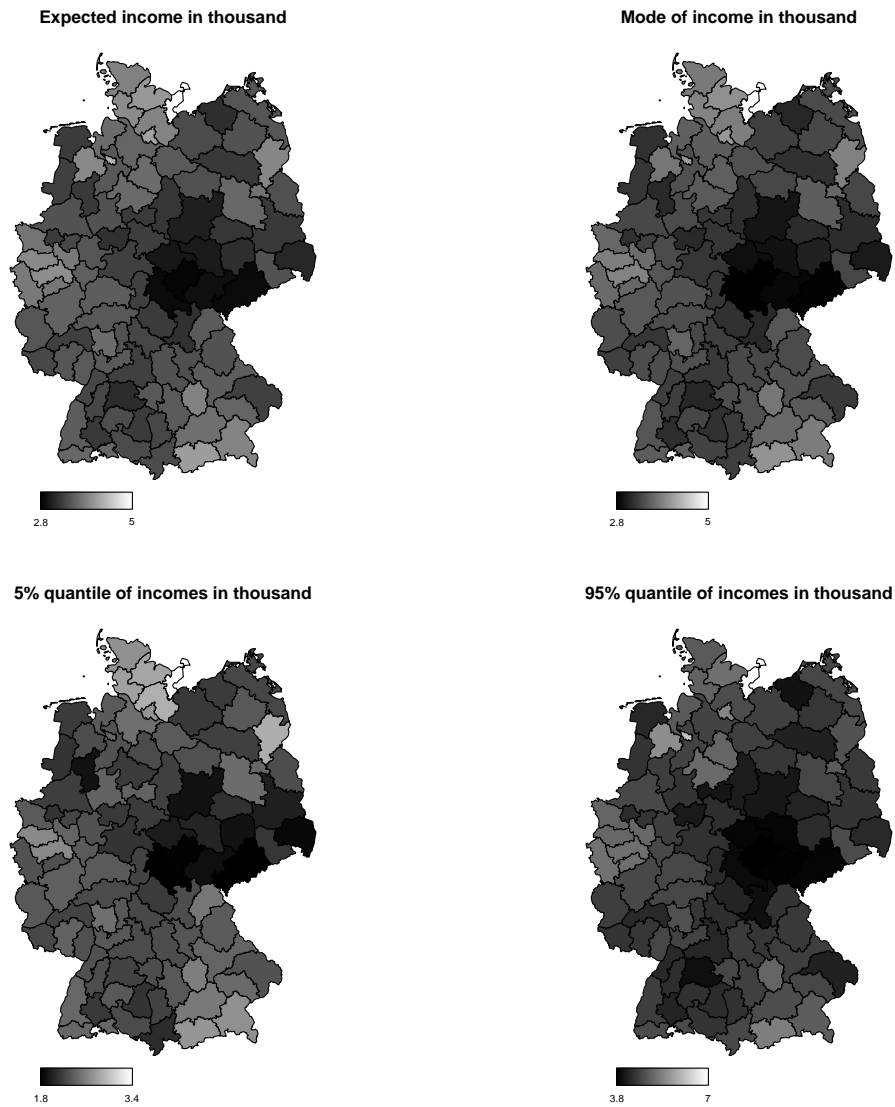 Expected income in thousand
Mode of income in thousand
2.8 5
2.8 5
5% quantile of incomes in thousand
95% quantile of incomes in thousand
1.8 3.4
3.8 7